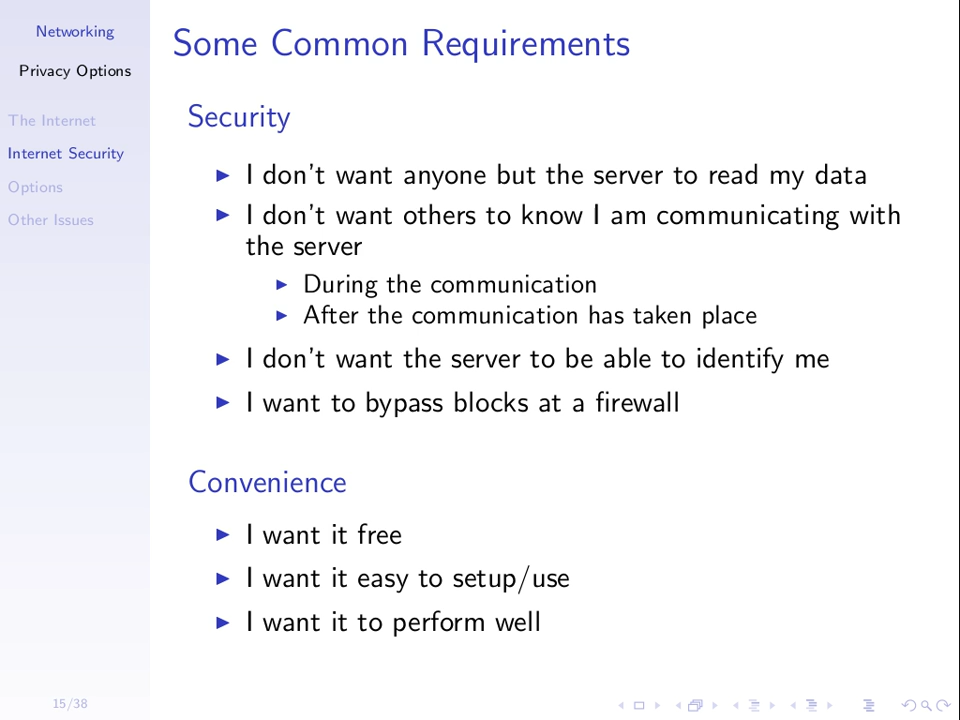 Networking
Privacy Options
The Internet
Internet Security
Options
Other Issues
15/38
Some Common Requirements
Security
I don't want anyone but the server to read my data
I don't want others to know I am communicating with
the server
During the communication
After the communication has taken place
I don't want the server to be able to identify me
I want to bypass blocks at a firewall
Convenience
I want it free
I want it easy to setup/use
I want it to perform well